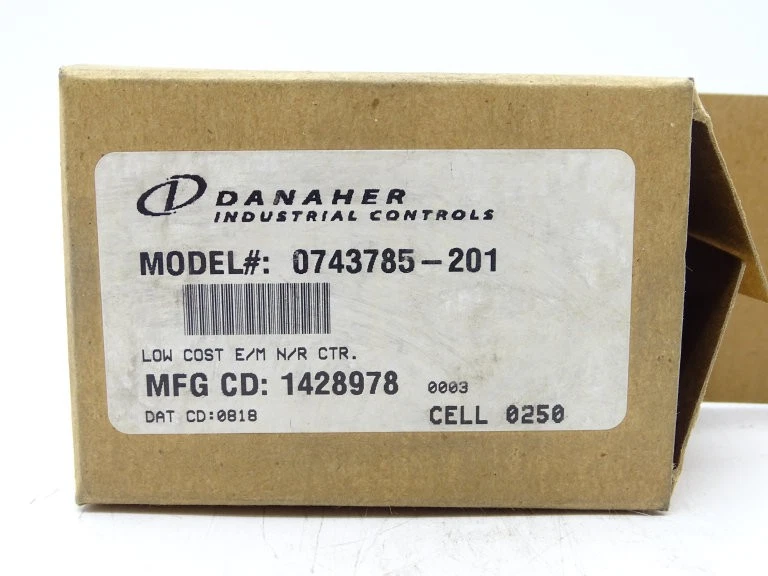 DANAHER
INDUSTRIAL CONTROLS
MODEL#: 0743785-201
LOW COST E/M N/R CTR.
MFG CD: 1428978 0003
DAT CD:0818 CELL 0250